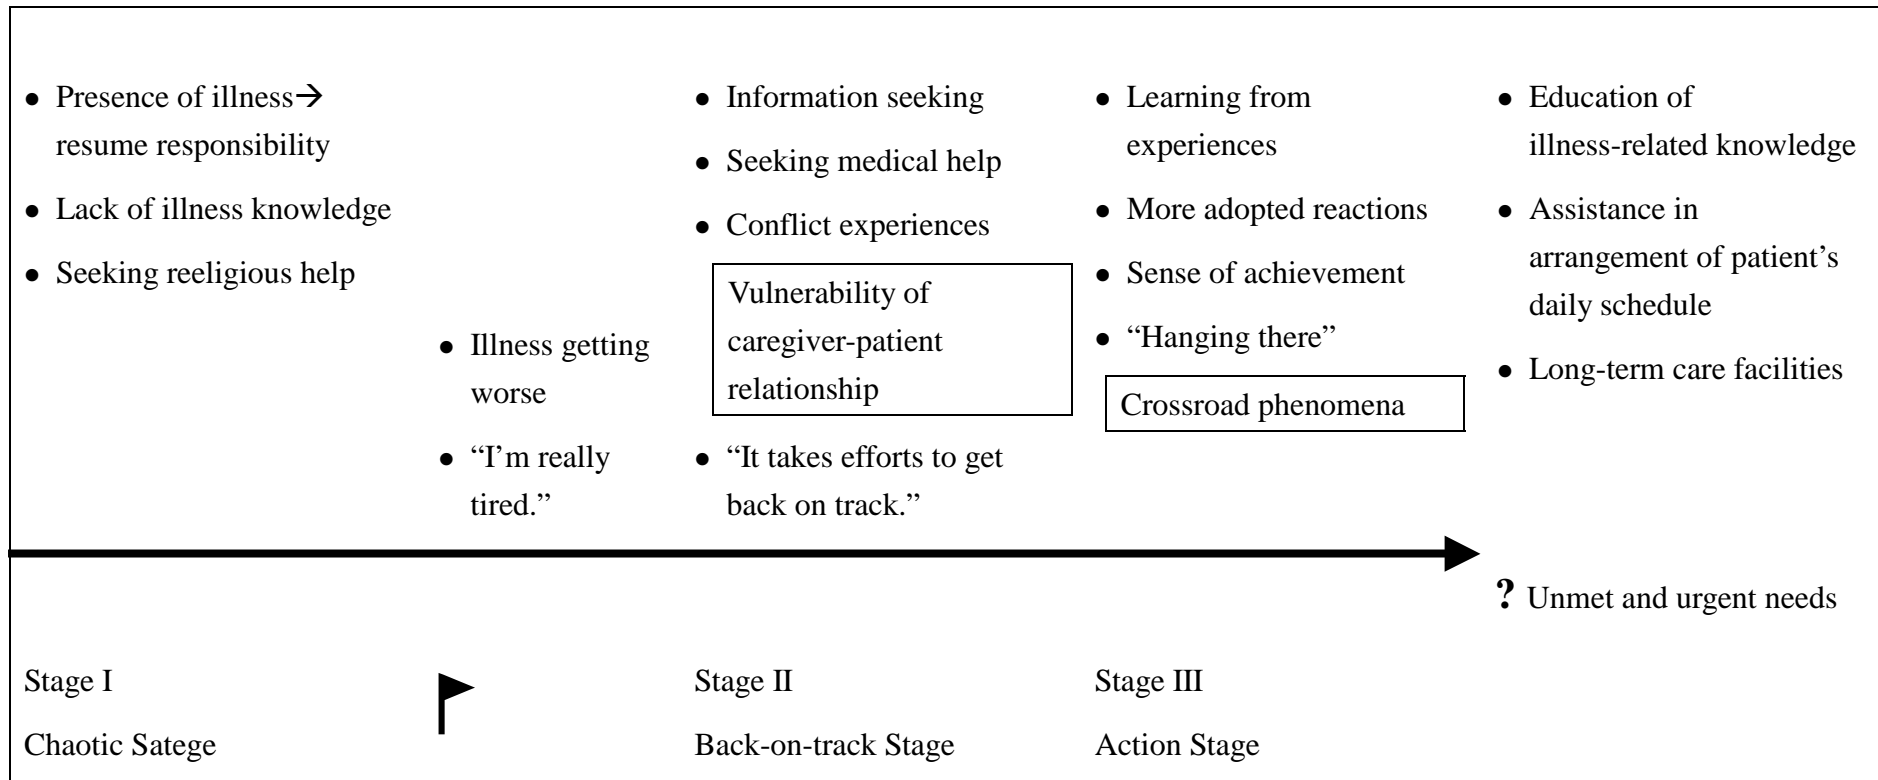 ● Presence of illness→
resume responsibility
● Lack of illness knowledge
● Seeking reeligious help
● Illness getting
worse
● “I’m really
tired.”
● Information seeking
● Seeking medical help
● Conflict experiences
Vulnerability of
caregiver-patient
relationship
● “It takes efforts to get
back on track.”
● Learning from
experiences
● More adopted reactions
● Sense of achievement
● “Hanging there”
Crossroad phenomena
● Education of
illness-related knowledge
● Assistance in
arrangement of patient’s
daily schedule
● Long-term care facilities
? Unmet and urgent needs
Stage I
Chaotic Satege
Stage II
Back-on-track Stage
Stage III
Action Stage